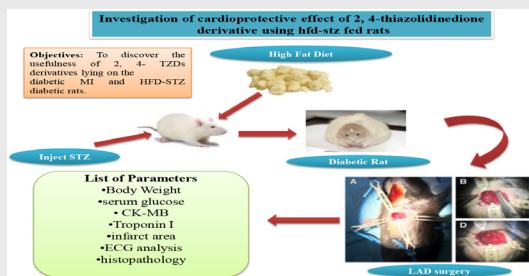 Investigation of cardioprotective effect of 2, 4-thiazolidinedione
derivative using hfd-stz fed rats
Objectives: To discover the
usefulness of 2, 4- TZDs
derivatives lying on the
diabetic MI and HFD-STZ
diabetic rats.
High Fat Diet
Inject STZ
Diabetic Rat
List of Parameters
•Body Weight
•serum glucose
• CK-MB
•Troponin I
•infarct area
•ECG analysis
•histopathology
A
B
D
LAD surgery